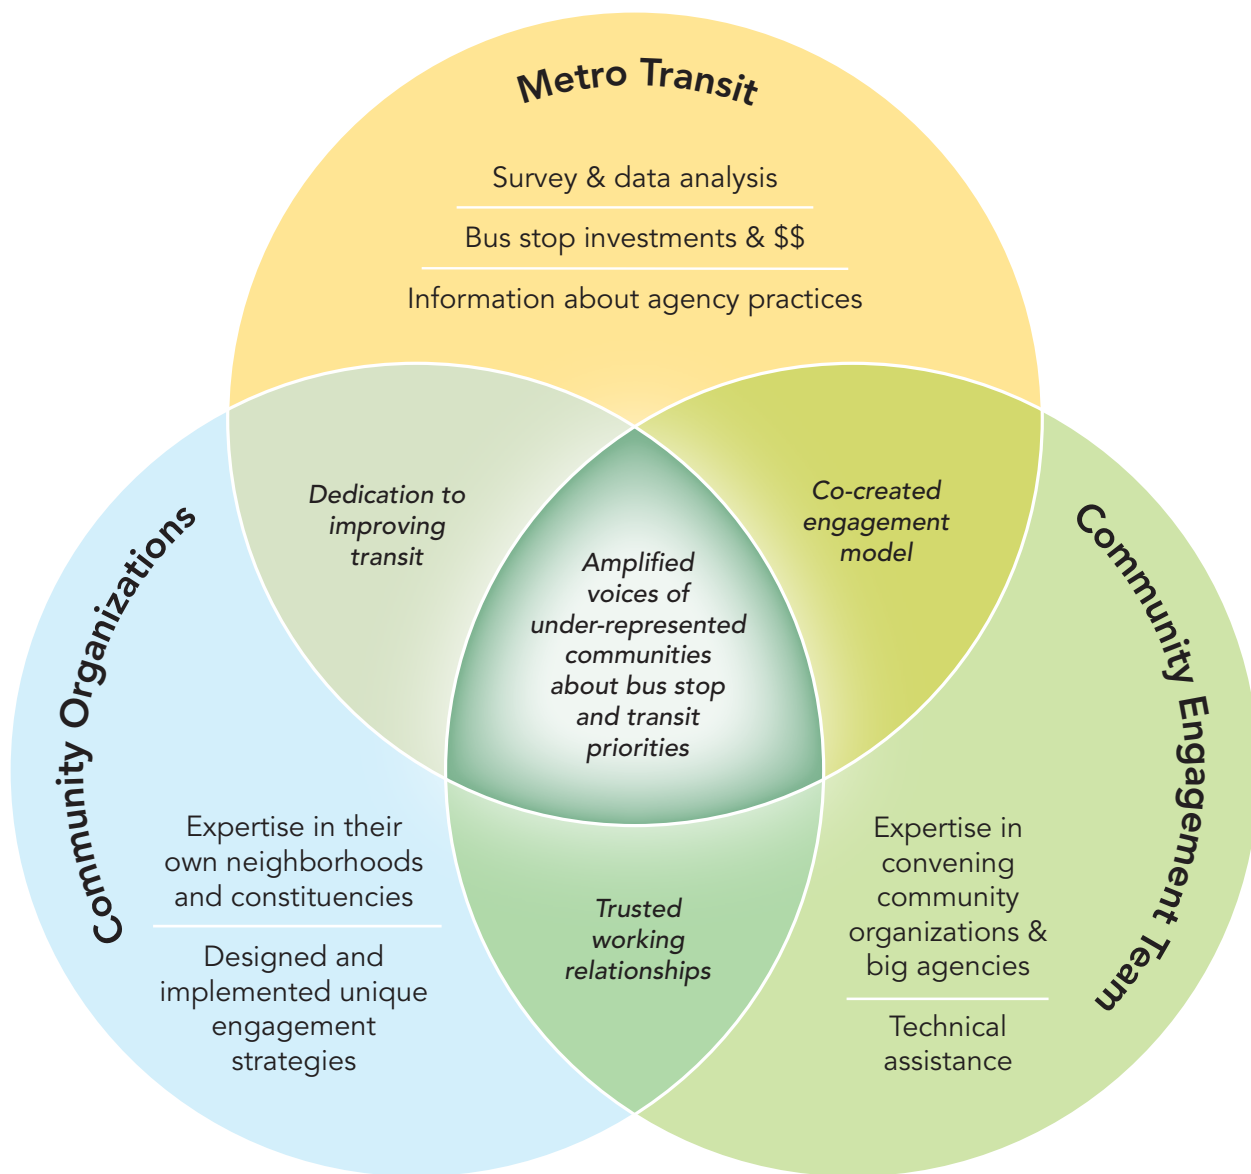 Metro Transit
Survey & data analysis
Bus stop investments & $$
Information about agency practices
Dedication to
improving
transit
Co-created
engagement
model
Amplified
voices of
under-represented
communities
about bus stop
and transit
priorities
Community Organizations
Expertise in their
own neighborhoods
and constituencies
Designed and
implemented unique
engagement
strategies
Trusted
working
relationships
Community Engagement Team
Expertise in
convening
community
organizations &
big agencies
Technical
assistance